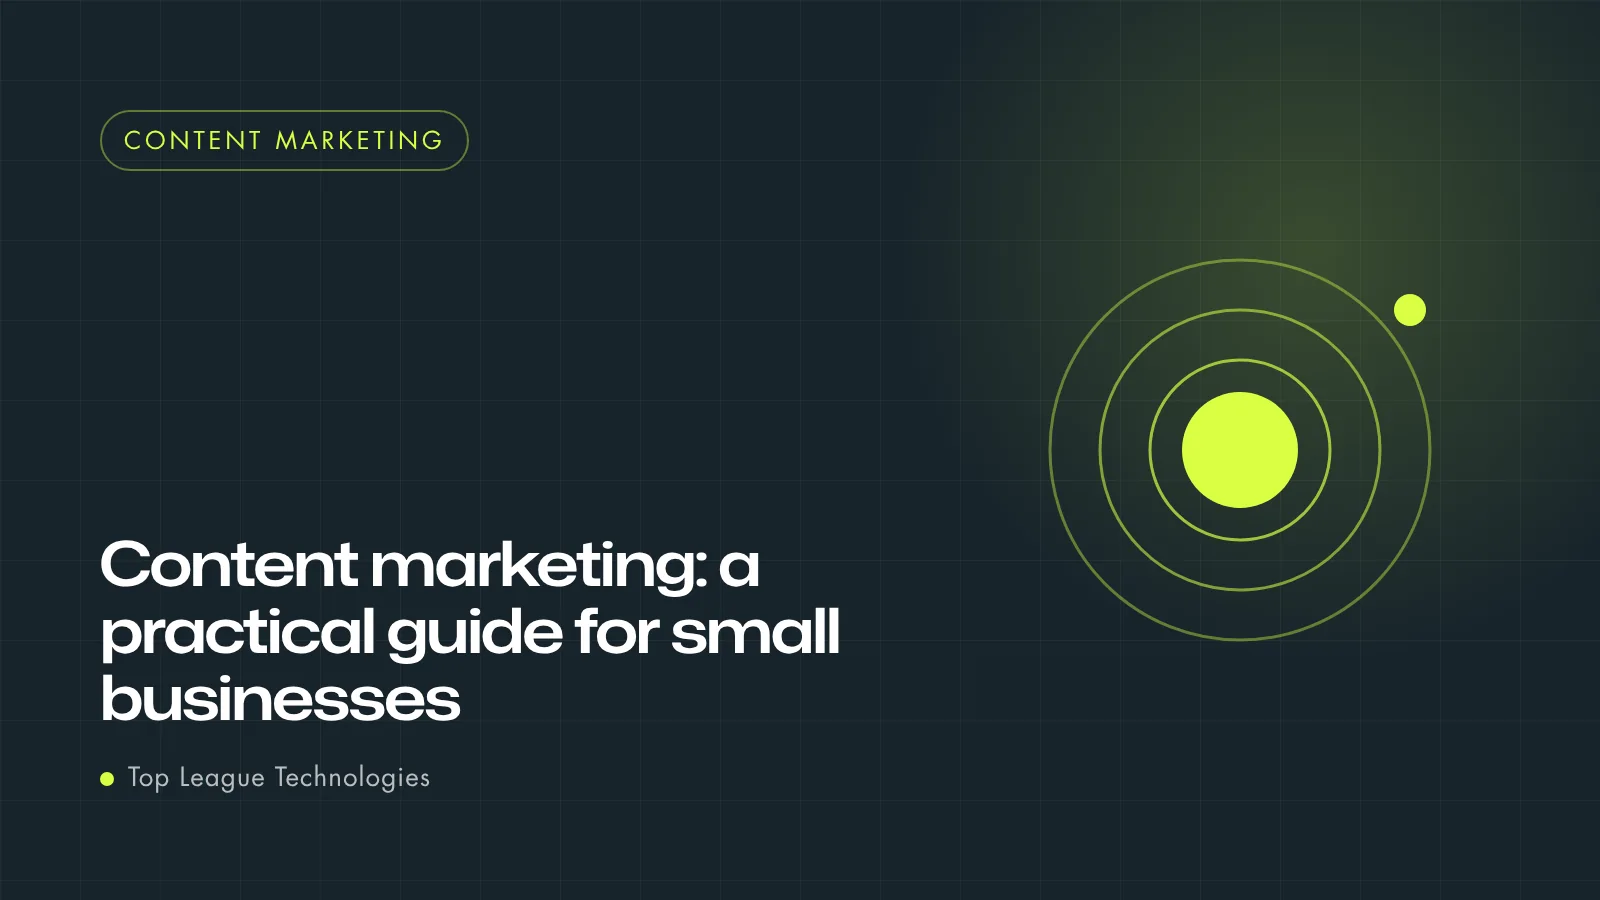 CONTENT MARKETING
Content marketing: a
practical guide for small
businesses
Top League Technologies